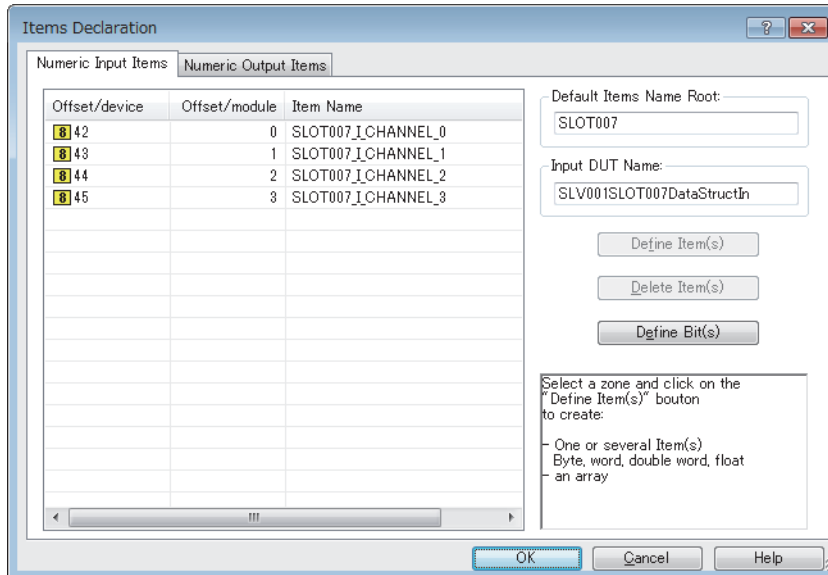 Items Declaration
Numeric Input Items Numeric Output Items
Offset/device Offset/module Item Name
8 42 0 SLOT007_I_CHANNEL_0
8 43 1 SLOT007_I_CHANNEL_1
8 44 2 SLOT007_I_CHANNEL_2
8 45 3 SLOT007_I_CHANNEL_3
Default Items Name Root:
SLOT007
Input DUT Name:
SLV001SLOT007DataStructIn
Define Item(s)
Delete Item(s)
Define Bit(s)
Select a zone and click on the
"Define Item(s)" bouton
to create:
- One or several Item(s)
Byte, word, double word, float
- an array
OK Cancel Help